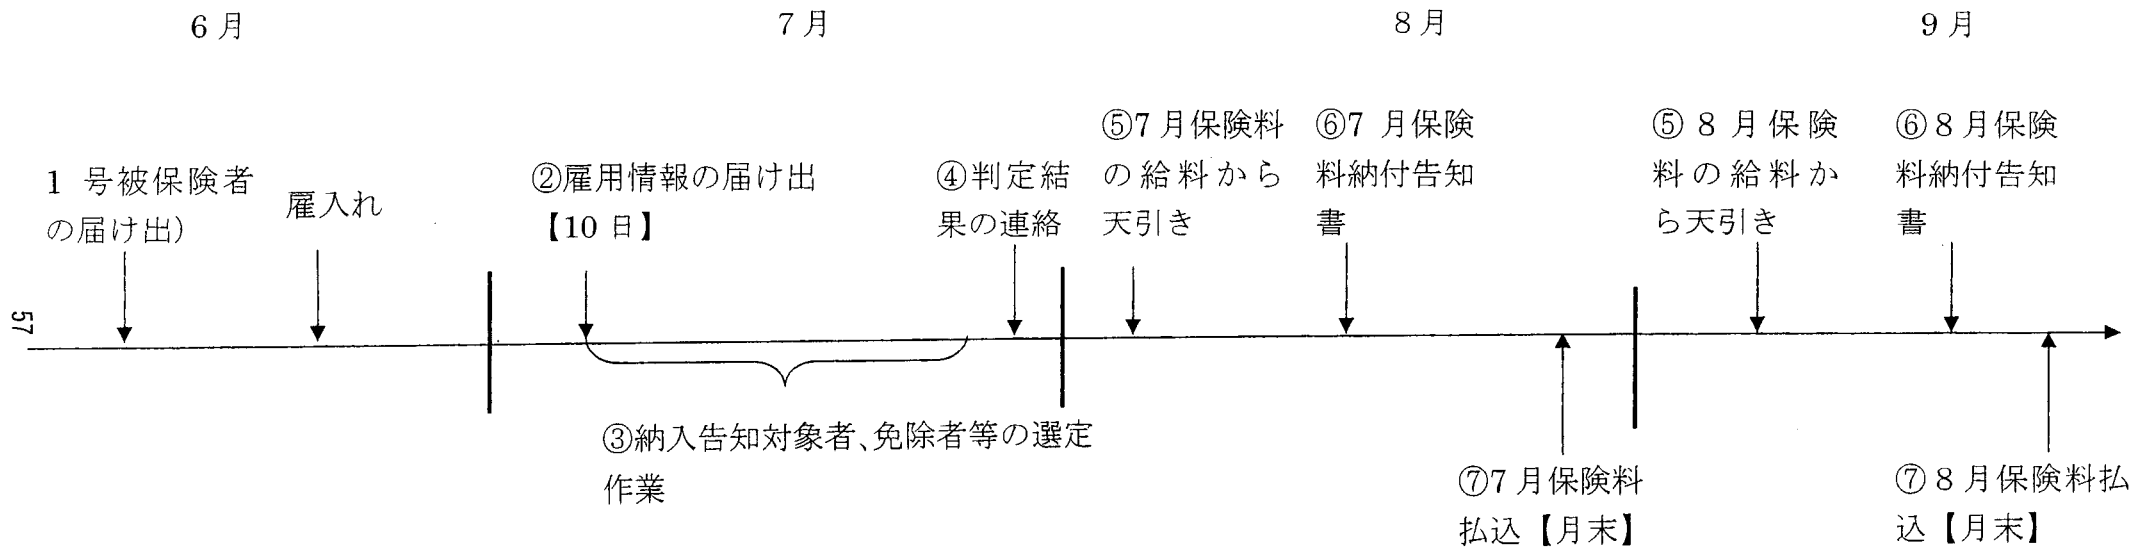 6月
7月
8月
9月
1 号被保険者
の届け出）
雇入れ
②雇用情報の届け出
【10 日】
④判定結
果の連絡
⑤7 月保険料
の給料から
天引き
⑥7 月保険
料納付告知
書
⑤ 8 月保険
料の給料か
ら天引き
⑥8 月保険
料納付告知
書
57
③納入告知対象者、免除者等の選定
作業
⑦7 月保険料
払込【月末】
⑦ 8 月保険料払
込【月末】